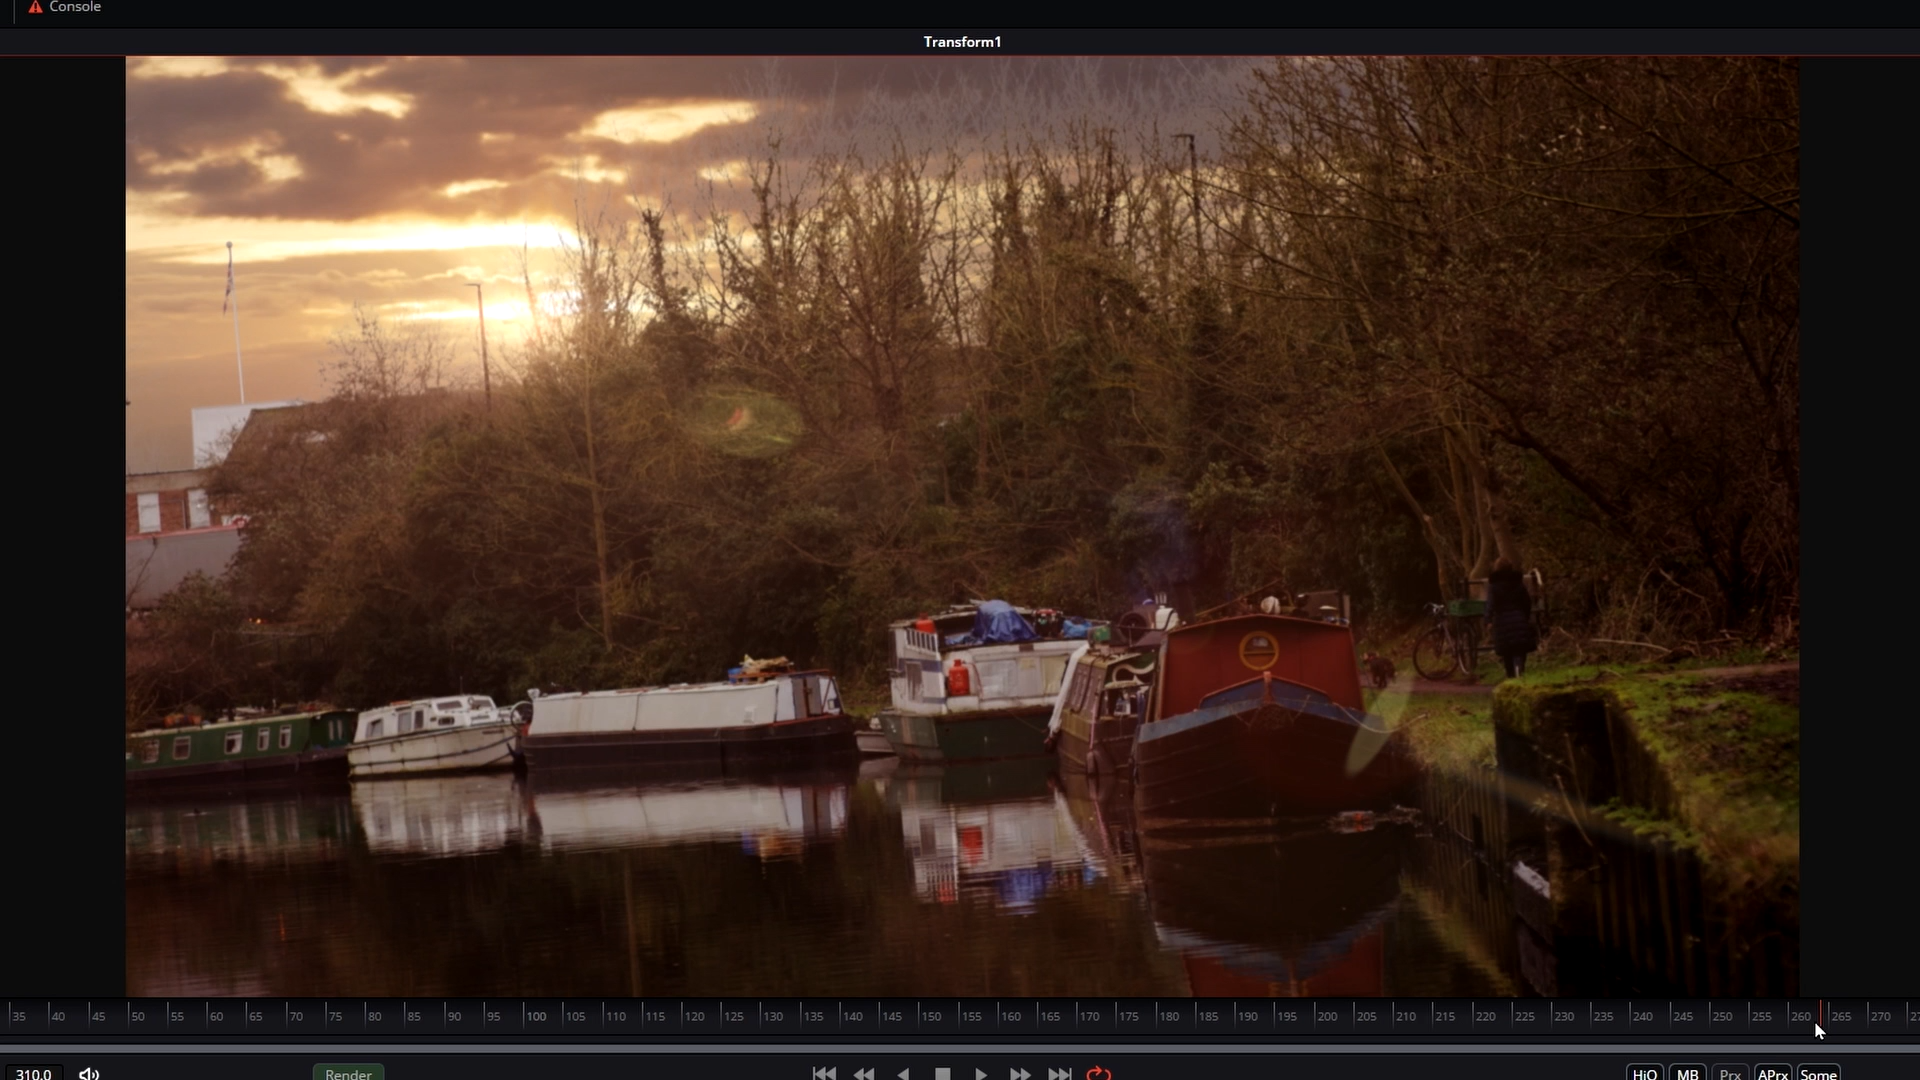 Console
Transform1
35 40 45 50 55 60 65 70 75 80 85 90 95 100 105 110 115 120 125 130 135 140 145 150 155 160 165 170 175 180 185 190 195 200 205 210 215 220 225 230 235 240 245 250 255 260 265 270
310.0 Render HiQ MB Prx APrx Some